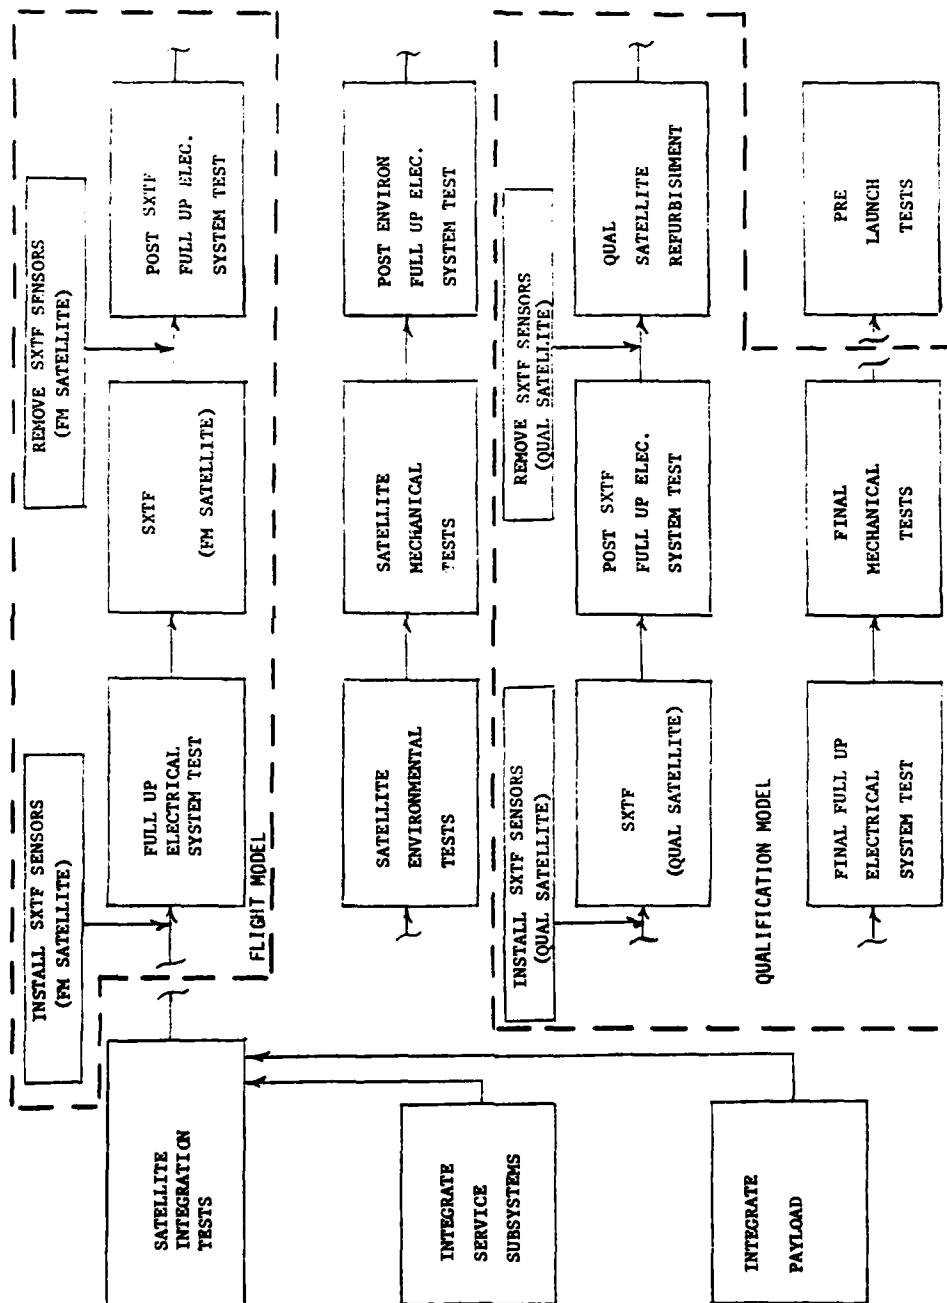 SATELLITE
INTEGRATION
TESTS
INTEGRATE
SERVICE
SUBSYSTEMS
INTEGRATE
PAYLOAD
INSTALL SXTF SENSORS
(FM SATELLITE)
REMOVE SXTF SENSORS
(FM SATELLITE)
FULL UP
ELECTRICAL
SYSTEM TEST
SXTF
(FM SATELLITE)
POST SXTF
FULL UP ELEC.
SYSTEM TEST
FLIGHT MODEL
SATELLITE
ENVIRONMENTAL
TESTS
SATELLITE
MECHANICAL
TESTS
POST ENVIRON
FULL UP ELEC.
SYSTEM TEST
INSTALL SXTF SENSORS
(QUAL SATELLITE)
REMOVE SXTF SENSORS
(QUAL SATELLITE)
SXTF
(QUAL SATELLITE)
POST SXTF
FULL UP ELEC.
SYSTEM TEST
QUAL
SATELLITE
REFURBISHMENT
QUALIFICATION MODEL
FINAL FULL UP
ELECTRICAL
SYSTEM TEST
FINAL
MECHANICAL
TESTS
PRE
LAUNCH
TESTS